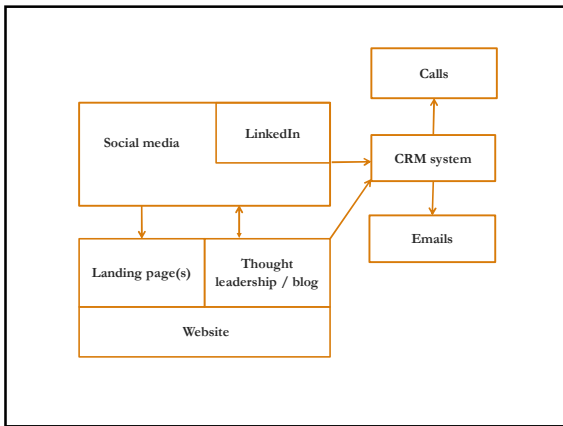 Calls
LinkedIn
Social media
CRM system
Emails
Landing page(s)
Thought
leadership / blog
Website